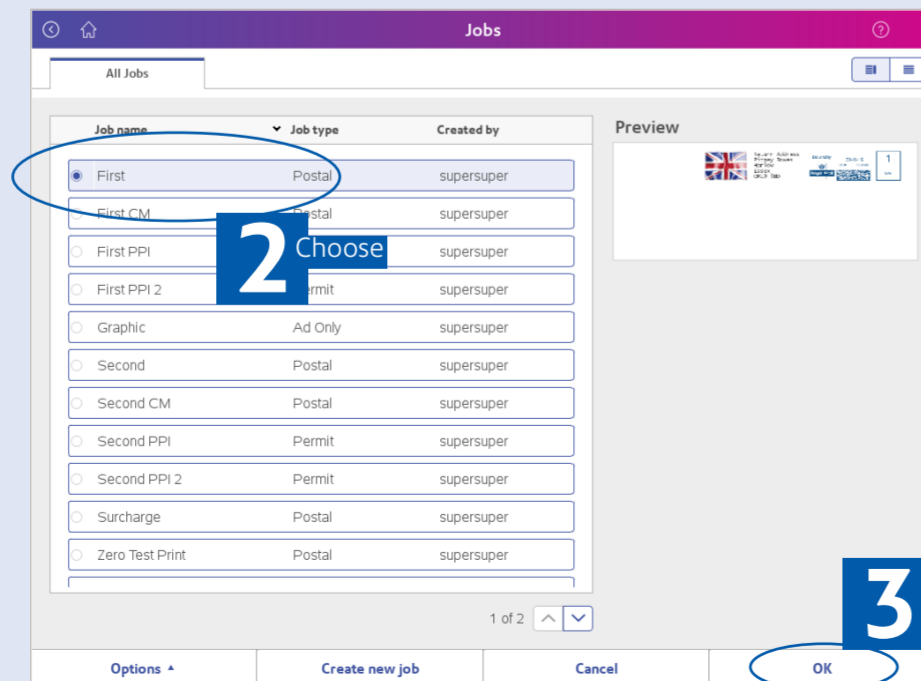 Jobs
All Jobs
Job name Job type Created by
First Postal supersuper
First CM Postal supersuper
First PPI supersuper
First PPI 2 Permit supersuper
Graphic Ad Only supersuper
Second Postal supersuper
Second CM Postal supersuper
Second PPI Permit supersuper
Second PPI 2 Permit supersuper
Surcharge Postal supersuper
Zero Test Print Postal supersuper
2 Choose
Preview
1
1 of 2
3
Options Create new job Cancel OK